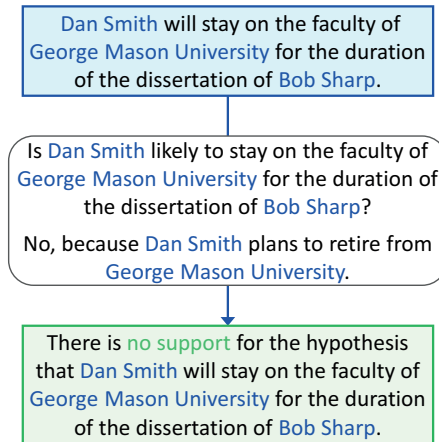 Dan Smith will stay on the faculty of
George Mason University for the duration
of the dissertation of Bob Sharp.
Is Dan Smith likely to stay on the faculty of
George Mason University for the duration of
the dissertation of Bob Sharp?
No, because Dan Smith plans to retire from
George Mason University.
There is no support for the hypothesis
that Dan Smith will stay on the faculty of
George Mason University for the duration
of the dissertation of Bob Sharp.